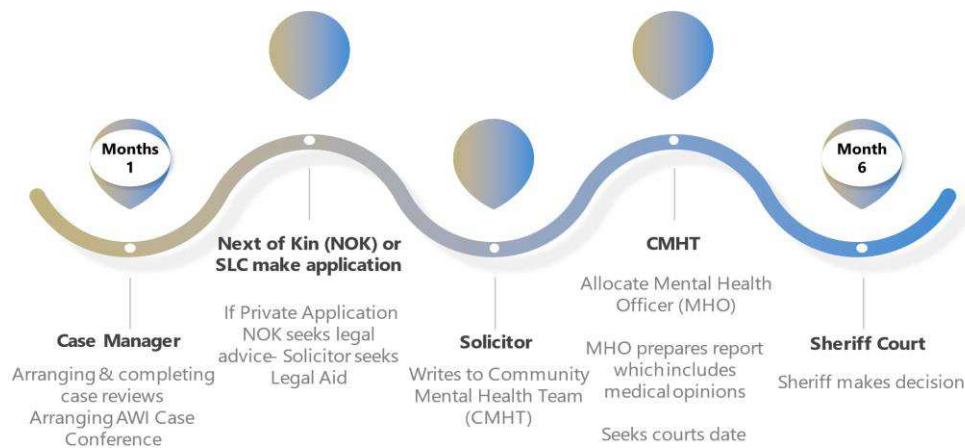 Months
1
Case Manager
Arranging & completing
case reviews
Arranging AWI Case
Conference
Next of Kin (NOK) or
SLC make application
If Private Application
NOK seeks legal
advice- Solicitor seeks
Legal Aid
Solicitor
Writes to Community
Mental Health Team
(CMHT)
CMHT
Allocate Mental Health
Officer (MHO)
MHO prepares report
which includes
medical opinions
Seeks courts date
Month
6
Sheriff Court
Sheriff makes decision